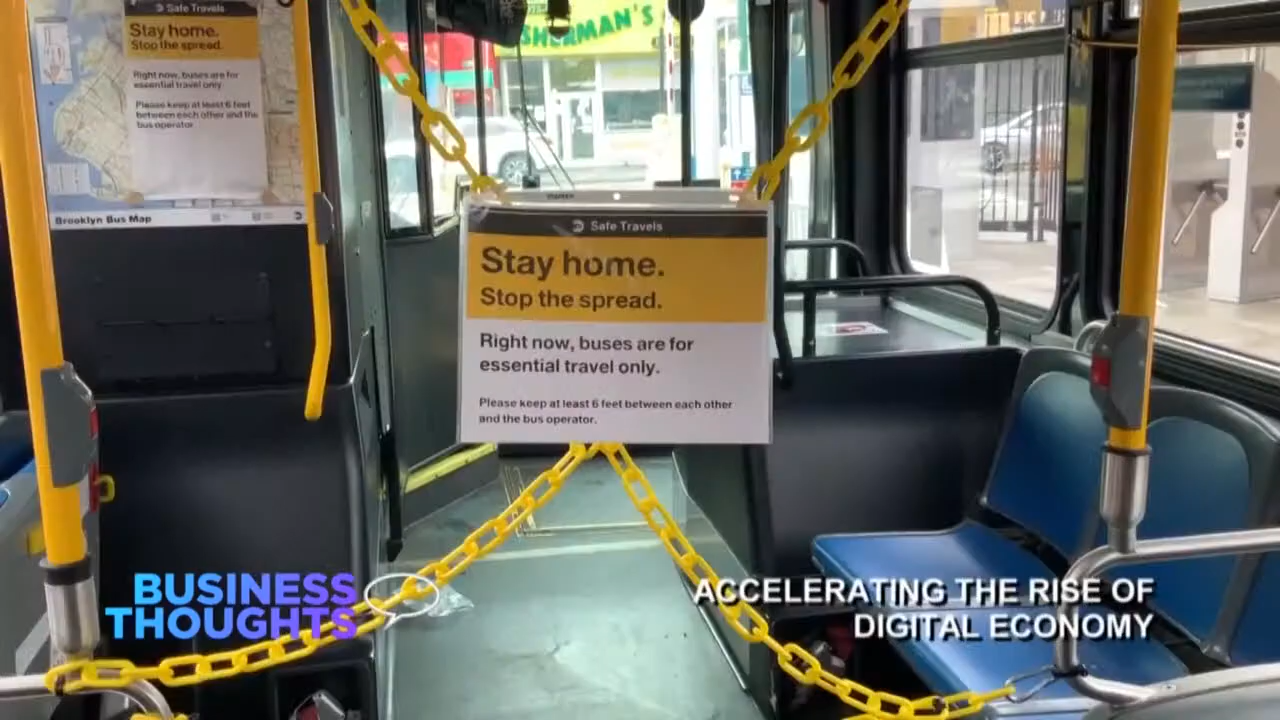 Safe Travels
Stay home.
Stop the spread.
Right now, buses are for
essential travel only
Please keep at least 6 feet
between each other and the
bus operator
Brooklyn Bus Map
SHERMAN'S
Safe Travels
Stay home.
Stop the spread.
Right now, buses are for
essential travel only.
Please keep at least 6 feet between each other
and the bus operator.
BUSINESS
THOUGHTS
ACCELERATING THE RISE OF
DIGITAL ECONOMY